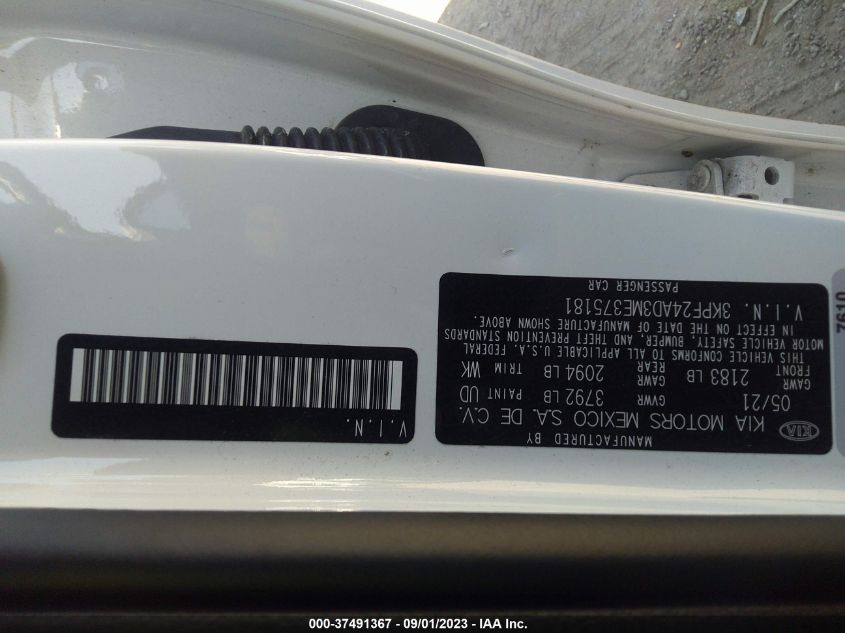 KIA
MANUFACTURED BY
KIA MOTORS MEXICO S.A. DE C.V.
05/21 GVWR 3792 LB PAINT UD
GAWR FRONT 2183 LB GAWR REAR 2094 LB TRIM WK
THIS VEHICLE CONFORMS TO ALL APPLICABLE U.S.A. FEDERAL
MOTOR VEHICLE SAFETY, BUMPER, AND THEFT PREVENTION STANDARDS
IN EFFECT ON THE DATE OF MANUFACTURE SHOWN ABOVE.
V.I.N. 3KPF24AD3ME375181
PASSENGER CAR
V.I.N.
7610
000-37491367 - 09/01/2023 - IAA Inc.